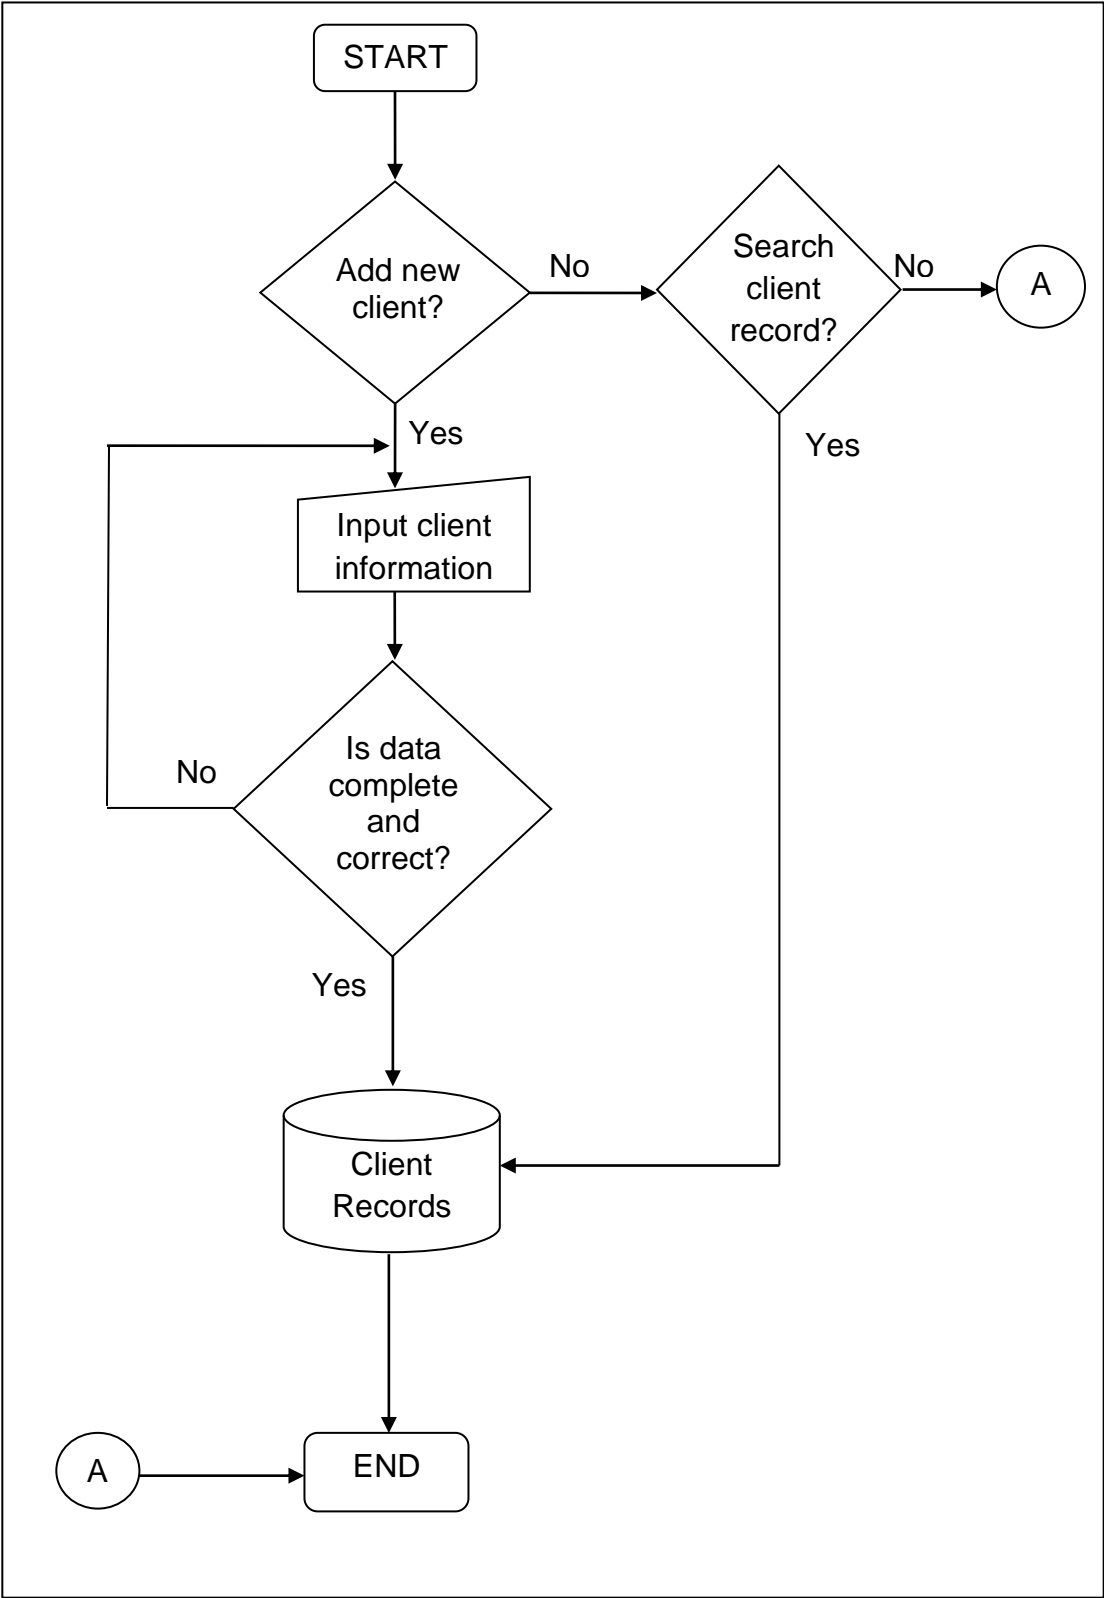 START
Add new
client?
No
Search
client
record?
No
A
Yes
Yes
Input client
information
Is data
complete
and
correct?
No
Yes
Client
Records
A
END